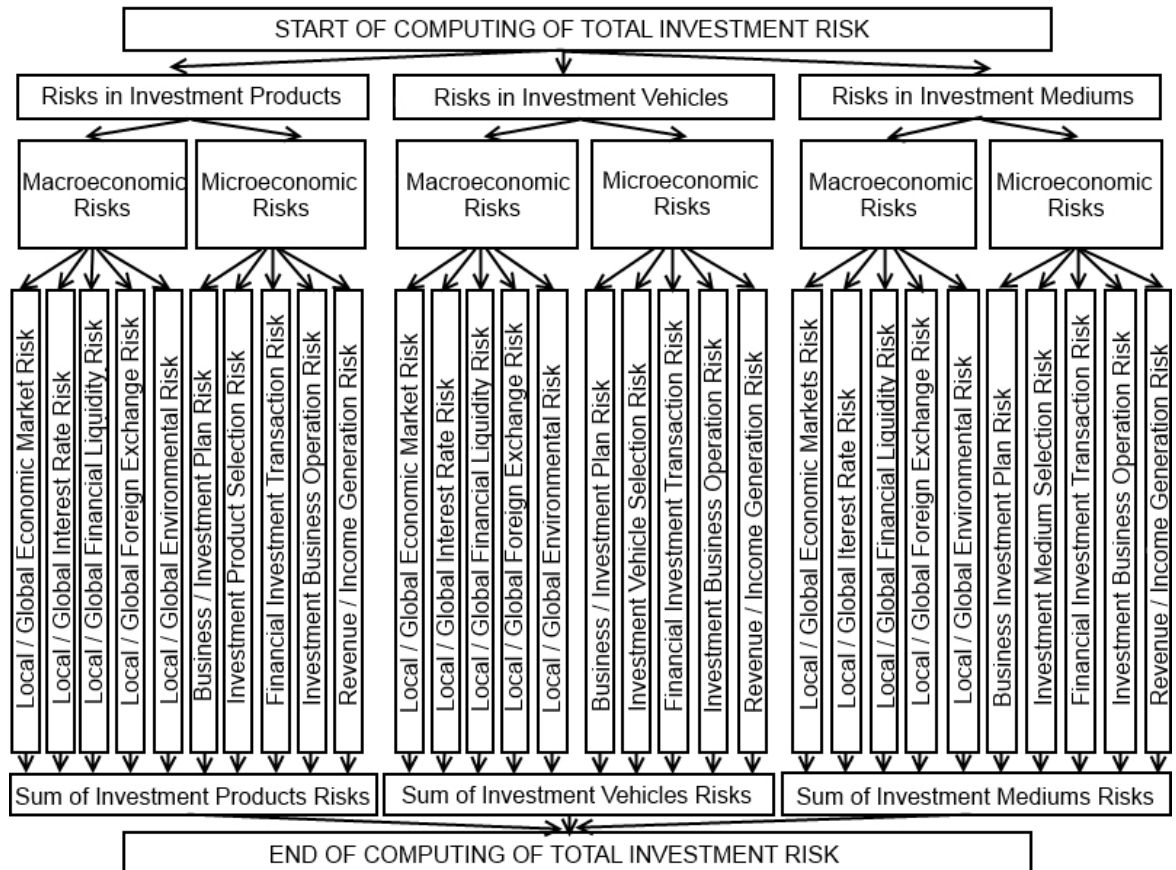 START OF COMPUTING OF TOTAL INVESTMENT RISK
Risks in Investment Products
Risks in Investment Vehicles
Risks in Investment Mediums
Macroeconomic
Risks
Microeconomic
Risks
Macroeconomic
Risks
Microeconomic
Risks
Macroeconomic
Risks
Microeconomic
Risks
Local / Global Economic Market Risk
Local / Global Interest Rate Risk
Local / Global Financial Liquidity Risk
Local / Global Foreign Exchange Risk
Local / Global Environmental Risk
Business / Investment Plan Risk
Investment Product Selection Risk
Financial Investment Transaction Risk
Investment Business Operation Risk
Revenue / Income Generation Risk
Local / Global Economic Market Risk
Local / Global Interest Rate Risk
Local / Global Financial Liquidity Risk
Local / Global Foreign Exchange Risk
Local / Global Environmental Risk
Business / Investment Plan Risk
Investment Vehicle Selection Risk
Financial Investment Transaction Risk
Investment Business Operation Risk
Revenue / Income Generation Risk
Local / Global Economic Markets Risk
Local / Global Iterest Rate Risk
Local / Global Financial Liquidity Risk
Local / Global Foreign Exchange Risk
Local / Global Environmental Risk
Business Investment Plan Risk
Investment Medium Selection Risk
Financial Investment Transaction Risk
Investment Business Operation Risk
Revenue / Income Generation Risk
Sum of Investment Products Risks
Sum of Investment Vehicles Risks
Sum of Investment Mediums Risks
END OF COMPUTING OF TOTAL INVESTMENT RISK